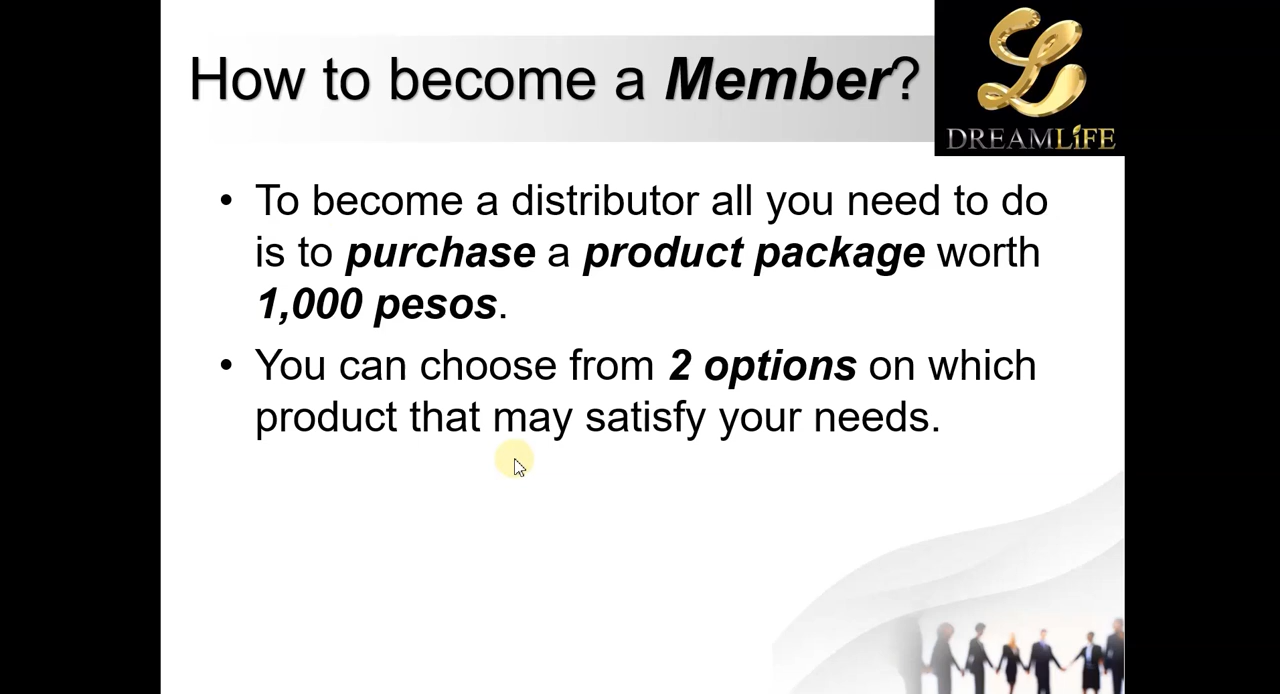 How to become a Member?
DREAMLiFE
• To become a distributor all you need to do
is to purchase a product package worth
1,000 pesos.
• You can choose from 2 options on which
product that may satisfy your needs.